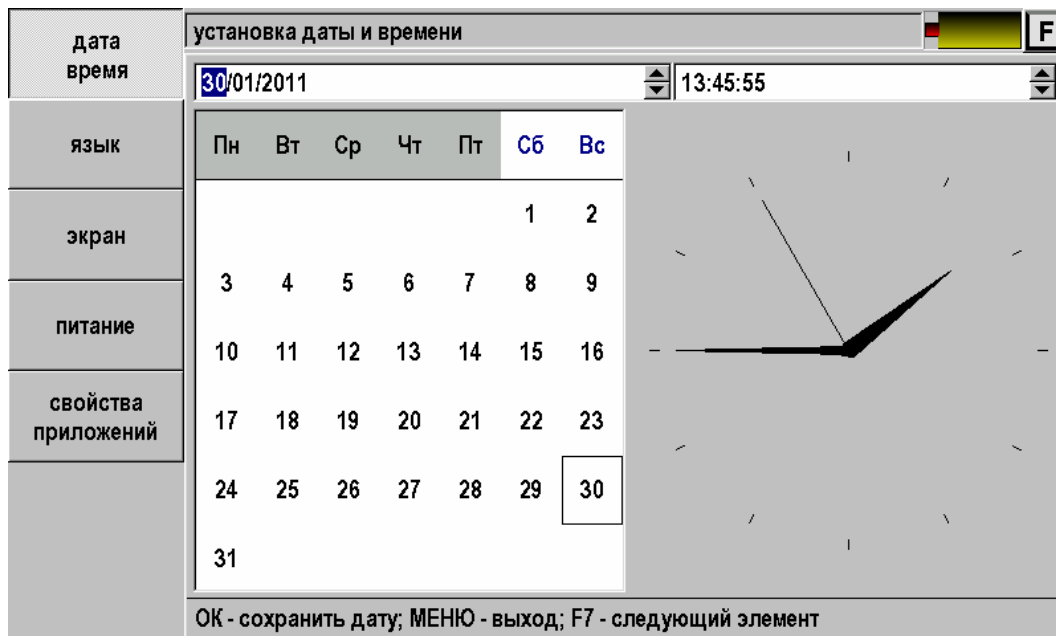 дата
время
язык
экран
питание
свойства
приложений
установка даты и времени
F
30/01/2011
13:45:55
Пн Вт Ср Чт Пт Сб Вс
1 2
3 4 5 6 7 8 9
10 11 12 13 14 15 16
17 18 19 20 21 22 23
24 25 26 27 28 29 30
31
ОК - сохранить дату; МЕНЮ - выход; F7 - следующий элемент